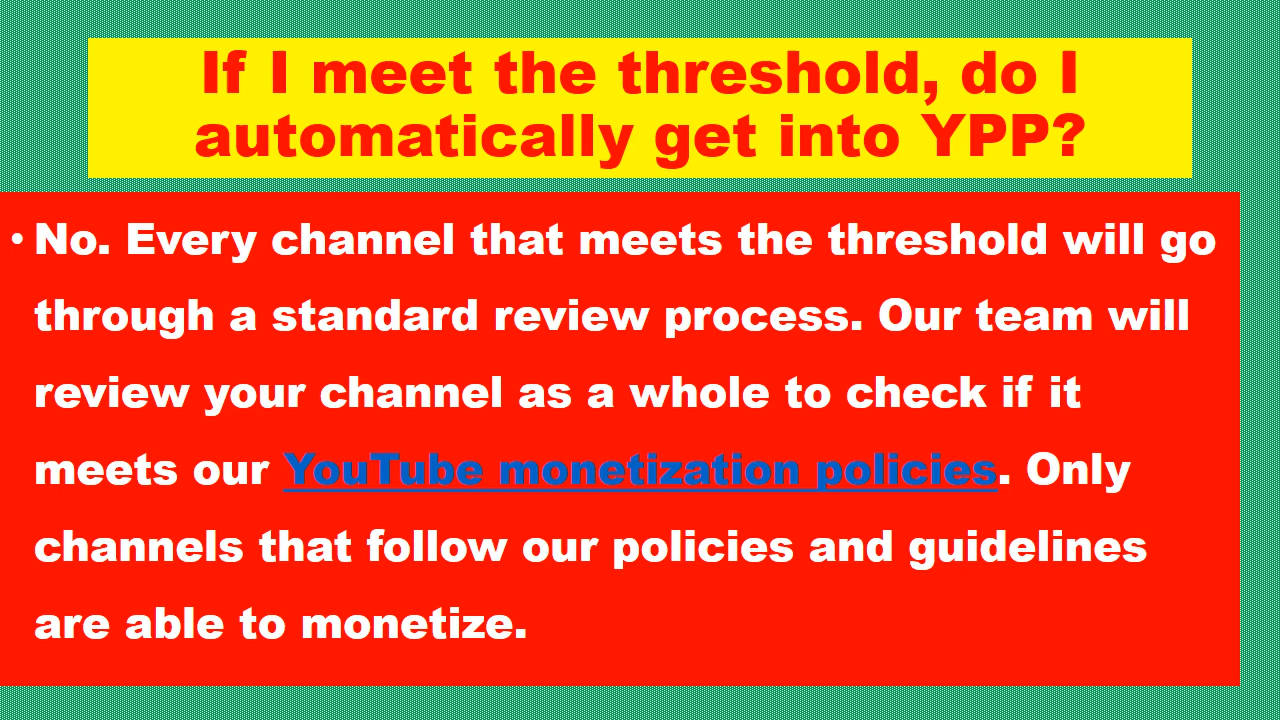 If I meet the threshold, do I
automatically get into YPP?
• No. Every channel that meets the threshold will go
through a standard review process. Our team will
review your channel as a whole to check if it
meets our YouTube monetization policies. Only
channels that follow our policies and guidelines
are able to monetize.